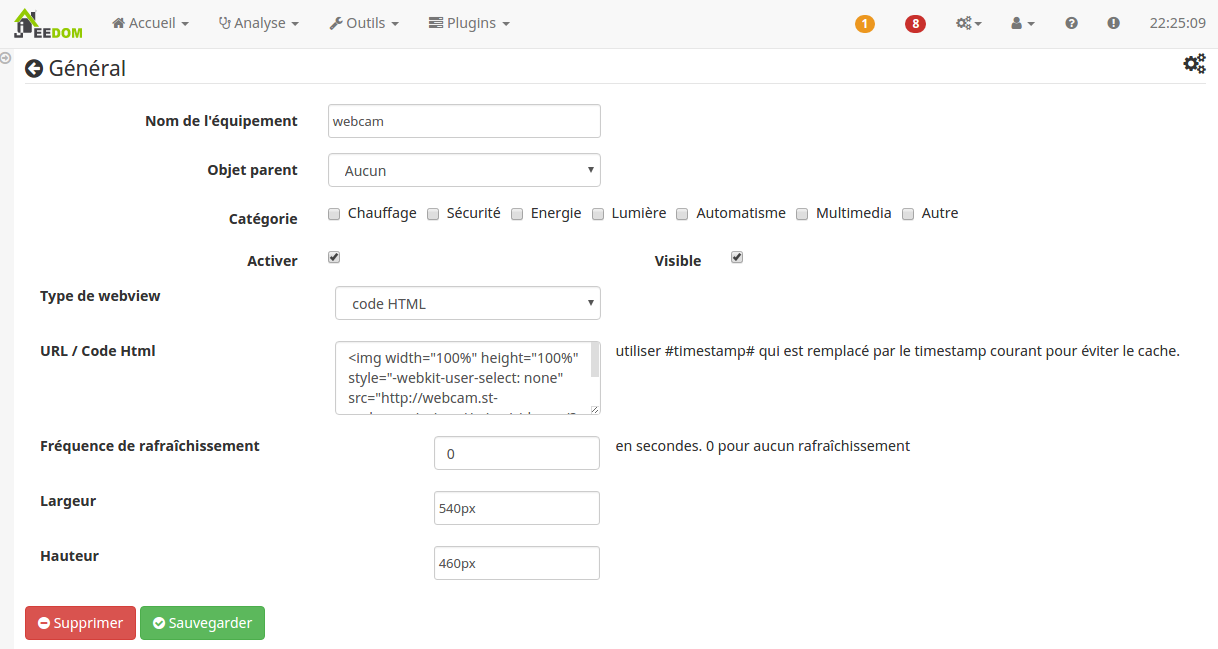 JEEDOM Accueil Analyse Outils Plugins 1 8 22:25:09
Général
Nom de l'équipement webcam
Objet parent Aucun
Catégorie Chauffage Sécurité Energie Lumière Automatisme Multimedia Autre
Activer Visible
Type de webview code HTML
URL / Code Html <img width="100%" height="100%" utiliser #timestamp# qui est remplacé par le timestamp courant pour éviter le cache.
style="-webkit-user-select: none"
src="http://webcam.st-
Fréquence de rafraîchissement 0 en secondes. 0 pour aucun rafraîchissement
Largeur 540px
Hauteur 460px
Supprimer Sauvegarder